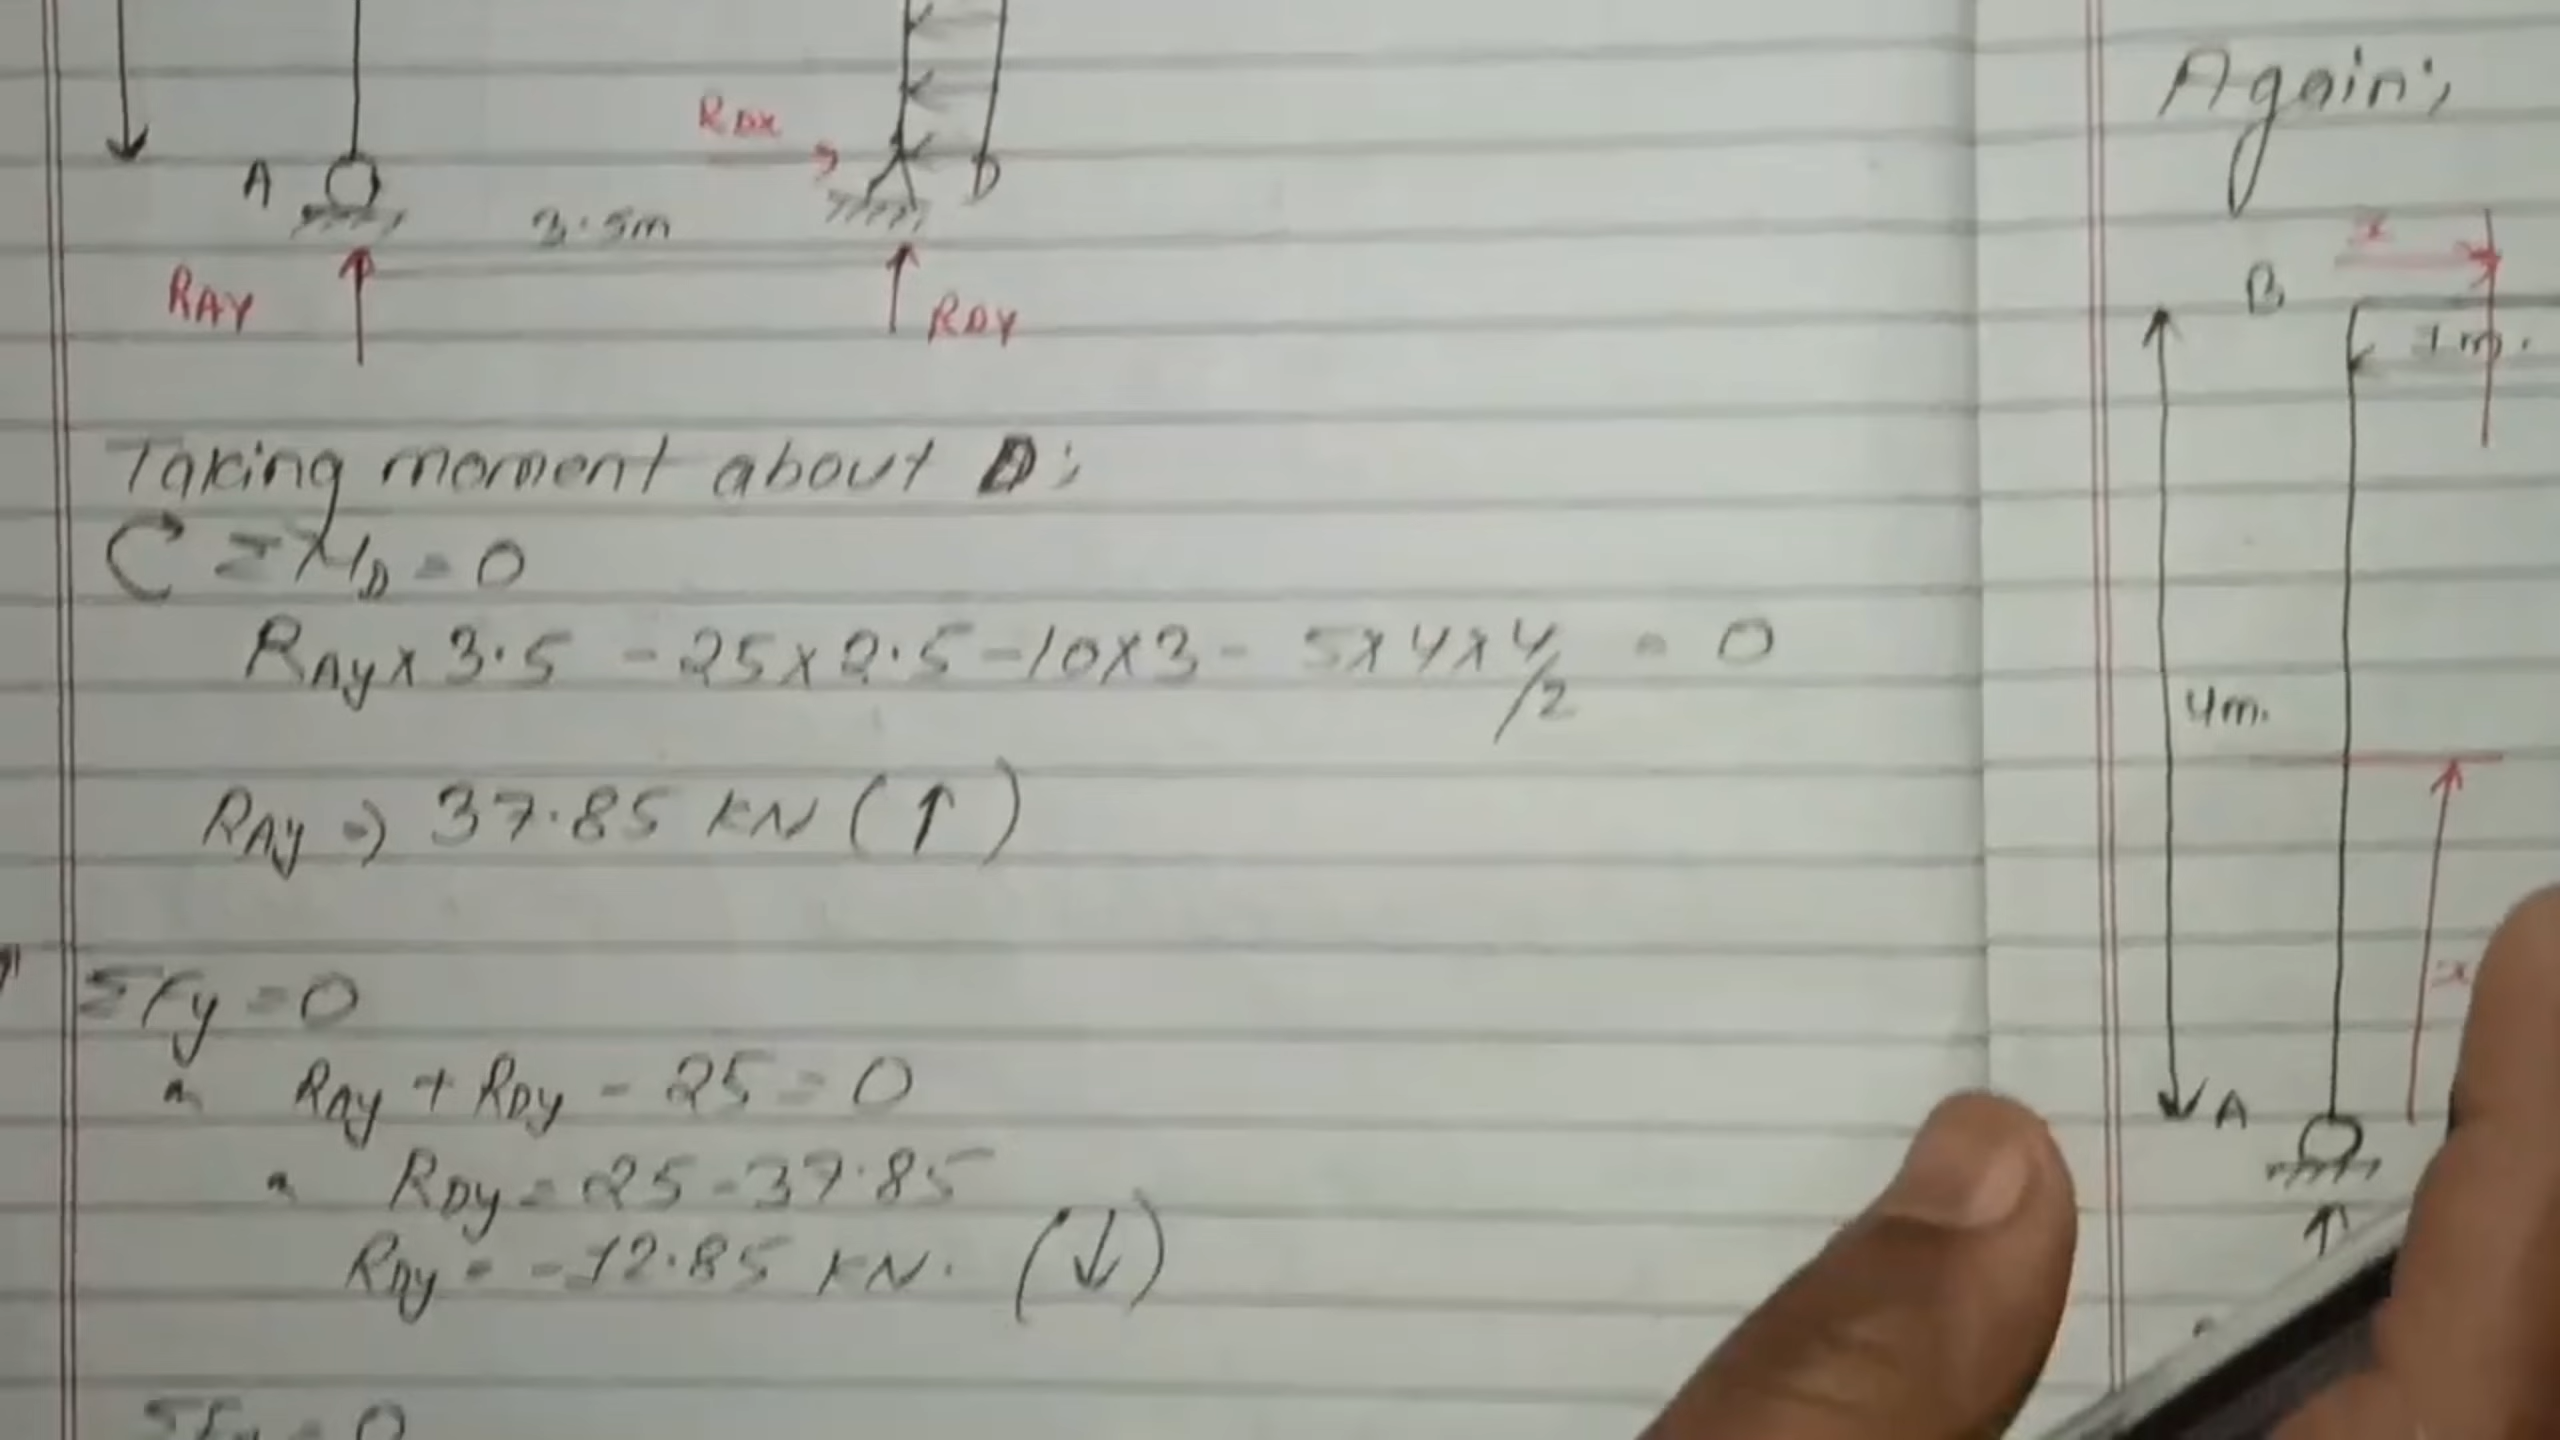 RDX
A
D
3.5m
RAY
RDY
Taking moment about D;
ΣMD = 0
RAy x 3.5 - 25 x 2.5 - 10 x 3 - 5 x 4 x 4/2 = 0
RAy ⇒ 37.85 KN (↑)
ΣFy = 0
RAy + RDy - 25 = 0
RDy = 25 - 37.85
RDy = -12.85 KN. (↓)
= 0
Again;
x
B
1m.
4m.
x
A